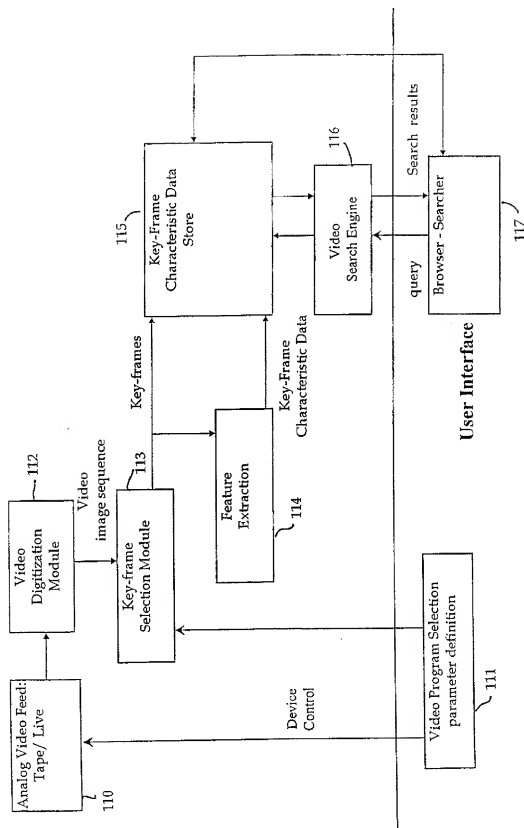 Analog Video Feed:
Tape/ Live
110
Video
Digitization
Module
112
Video
image sequence
Key-frame
Selection Module
113
Key-frames
Feature
Extraction
114
Key-Frame
Characteristic Data
Key-Frame
Characteristic Data
Store
115
Video
Search Engine
116
Device
Control
query
Search results
Video Program Selection
parameter definition
111
User Interface
Browser - Searcher
117